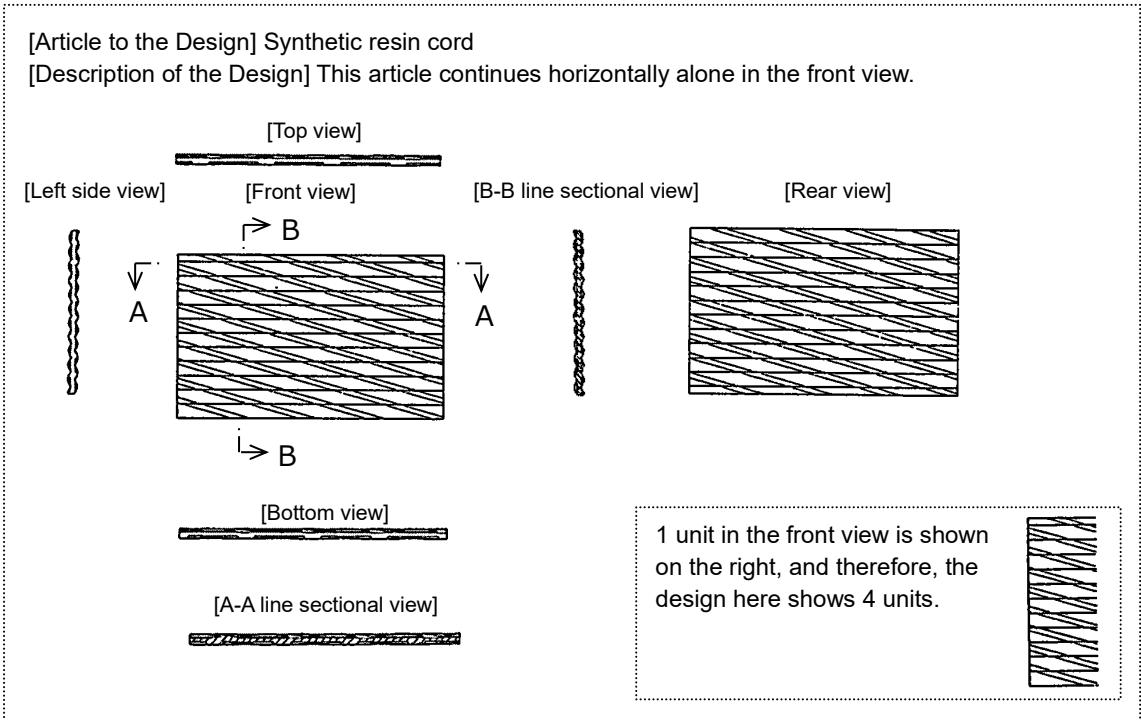 [Article to the Design] Synthetic resin cord
[Description of the Design] This article continues horizontally alone in the front view.
[Top view]
[Left side view]
[Front view]
[B-B line sectional view]
[Rear view]
B
A
A
B
[Bottom view]
[A-A line sectional view]
1 unit in the front view is shown
on the right, and therefore, the
design here shows 4 units.